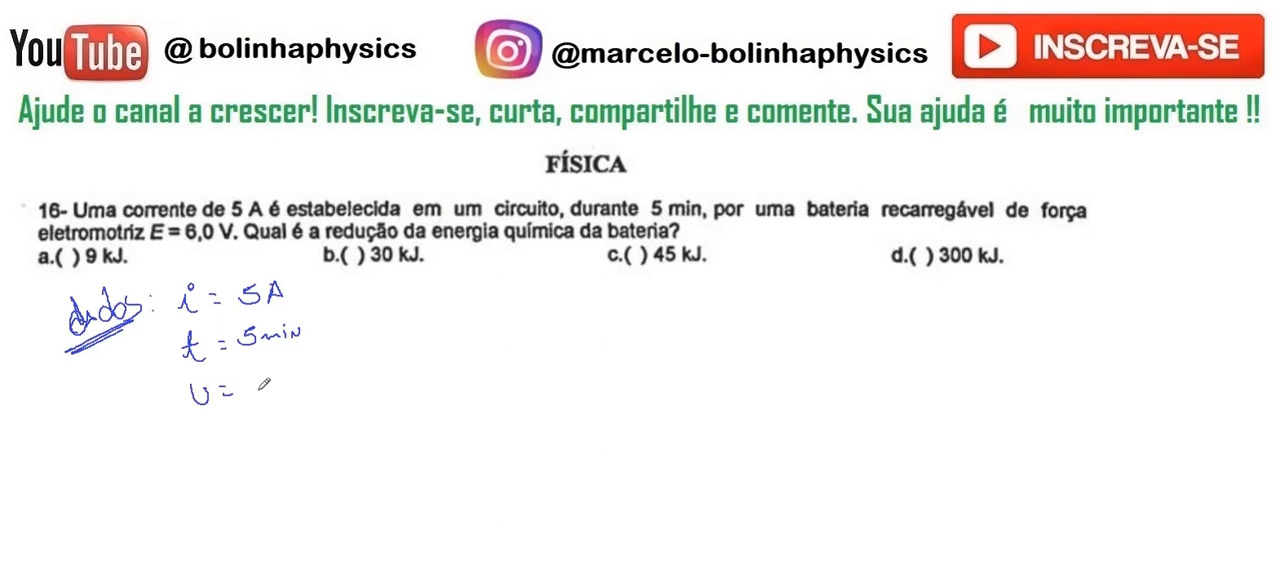 YouTube @bolinhaphysics @marcelo-bolinhaphysics INSCREVA-SE
Ajude o canal a crescer! Inscreva-se, curta, compartilhe e comente. Sua ajuda é muito importante !!
FÍSICA
16- Uma corrente de 5 A é estabelecida em um circuito, durante 5 min, por uma bateria recarregável de força
eletromotriz E = 6,0 V. Qual é a redução da energia química da bateria?
a.( ) 9 kJ. b.( ) 30 kJ. c.( ) 45 kJ. d.( ) 300 kJ.
dados: i = 5A
t = 5min
U =